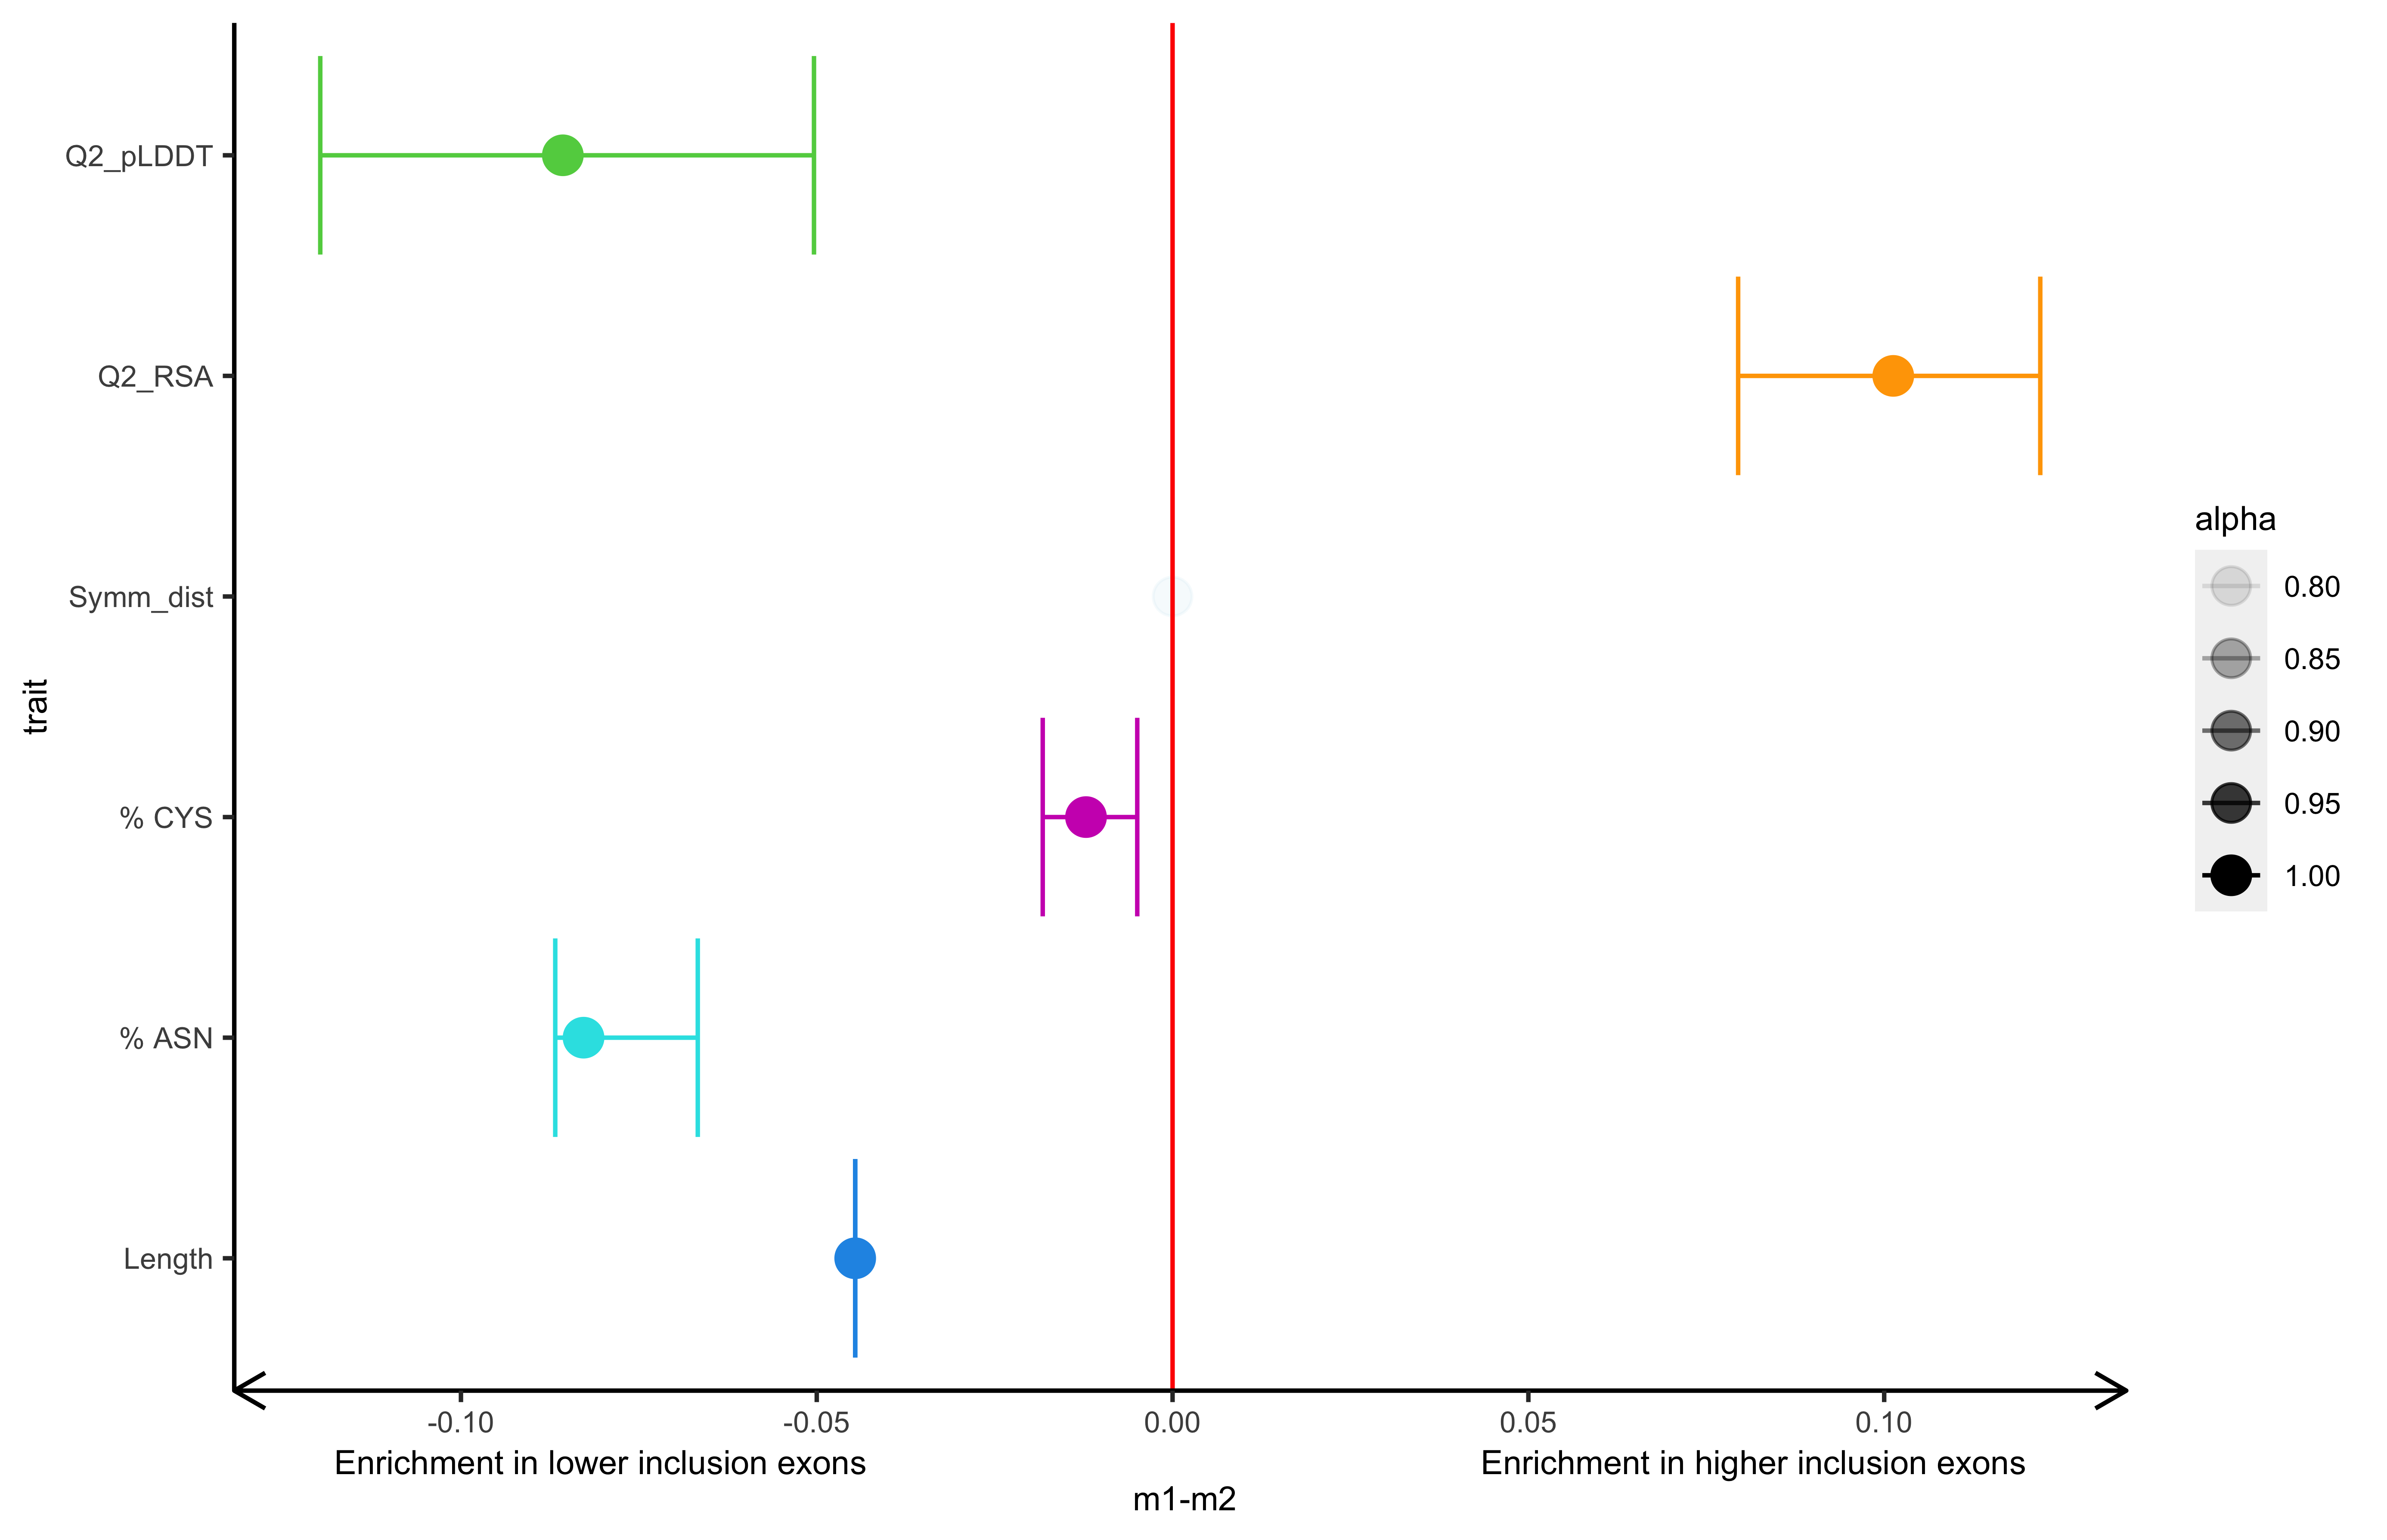 Q2_pLDDT
Q2_RSA
Symm_dist
% CYS
% ASN
Length
trait
-0.10
-0.05
0.00
0.05
0.10
Enrichment in lower inclusion exons
Enrichment in higher inclusion exons
m1-m2
alpha
0.80
0.85
0.90
0.95
1.00